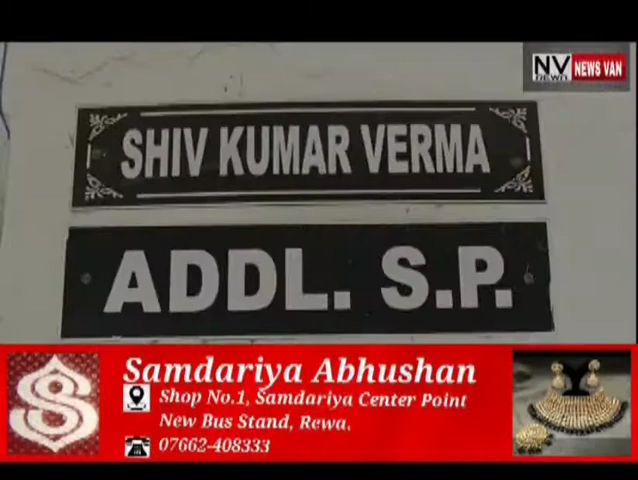 NV
REWA
NEWS VAN
SHIV KUMAR VERMA
ADDL. S.P.
Samdariya Abhushan
Shop No.1, Samdariya Center Point
New Bus Stand, Rewa.
07662-408333